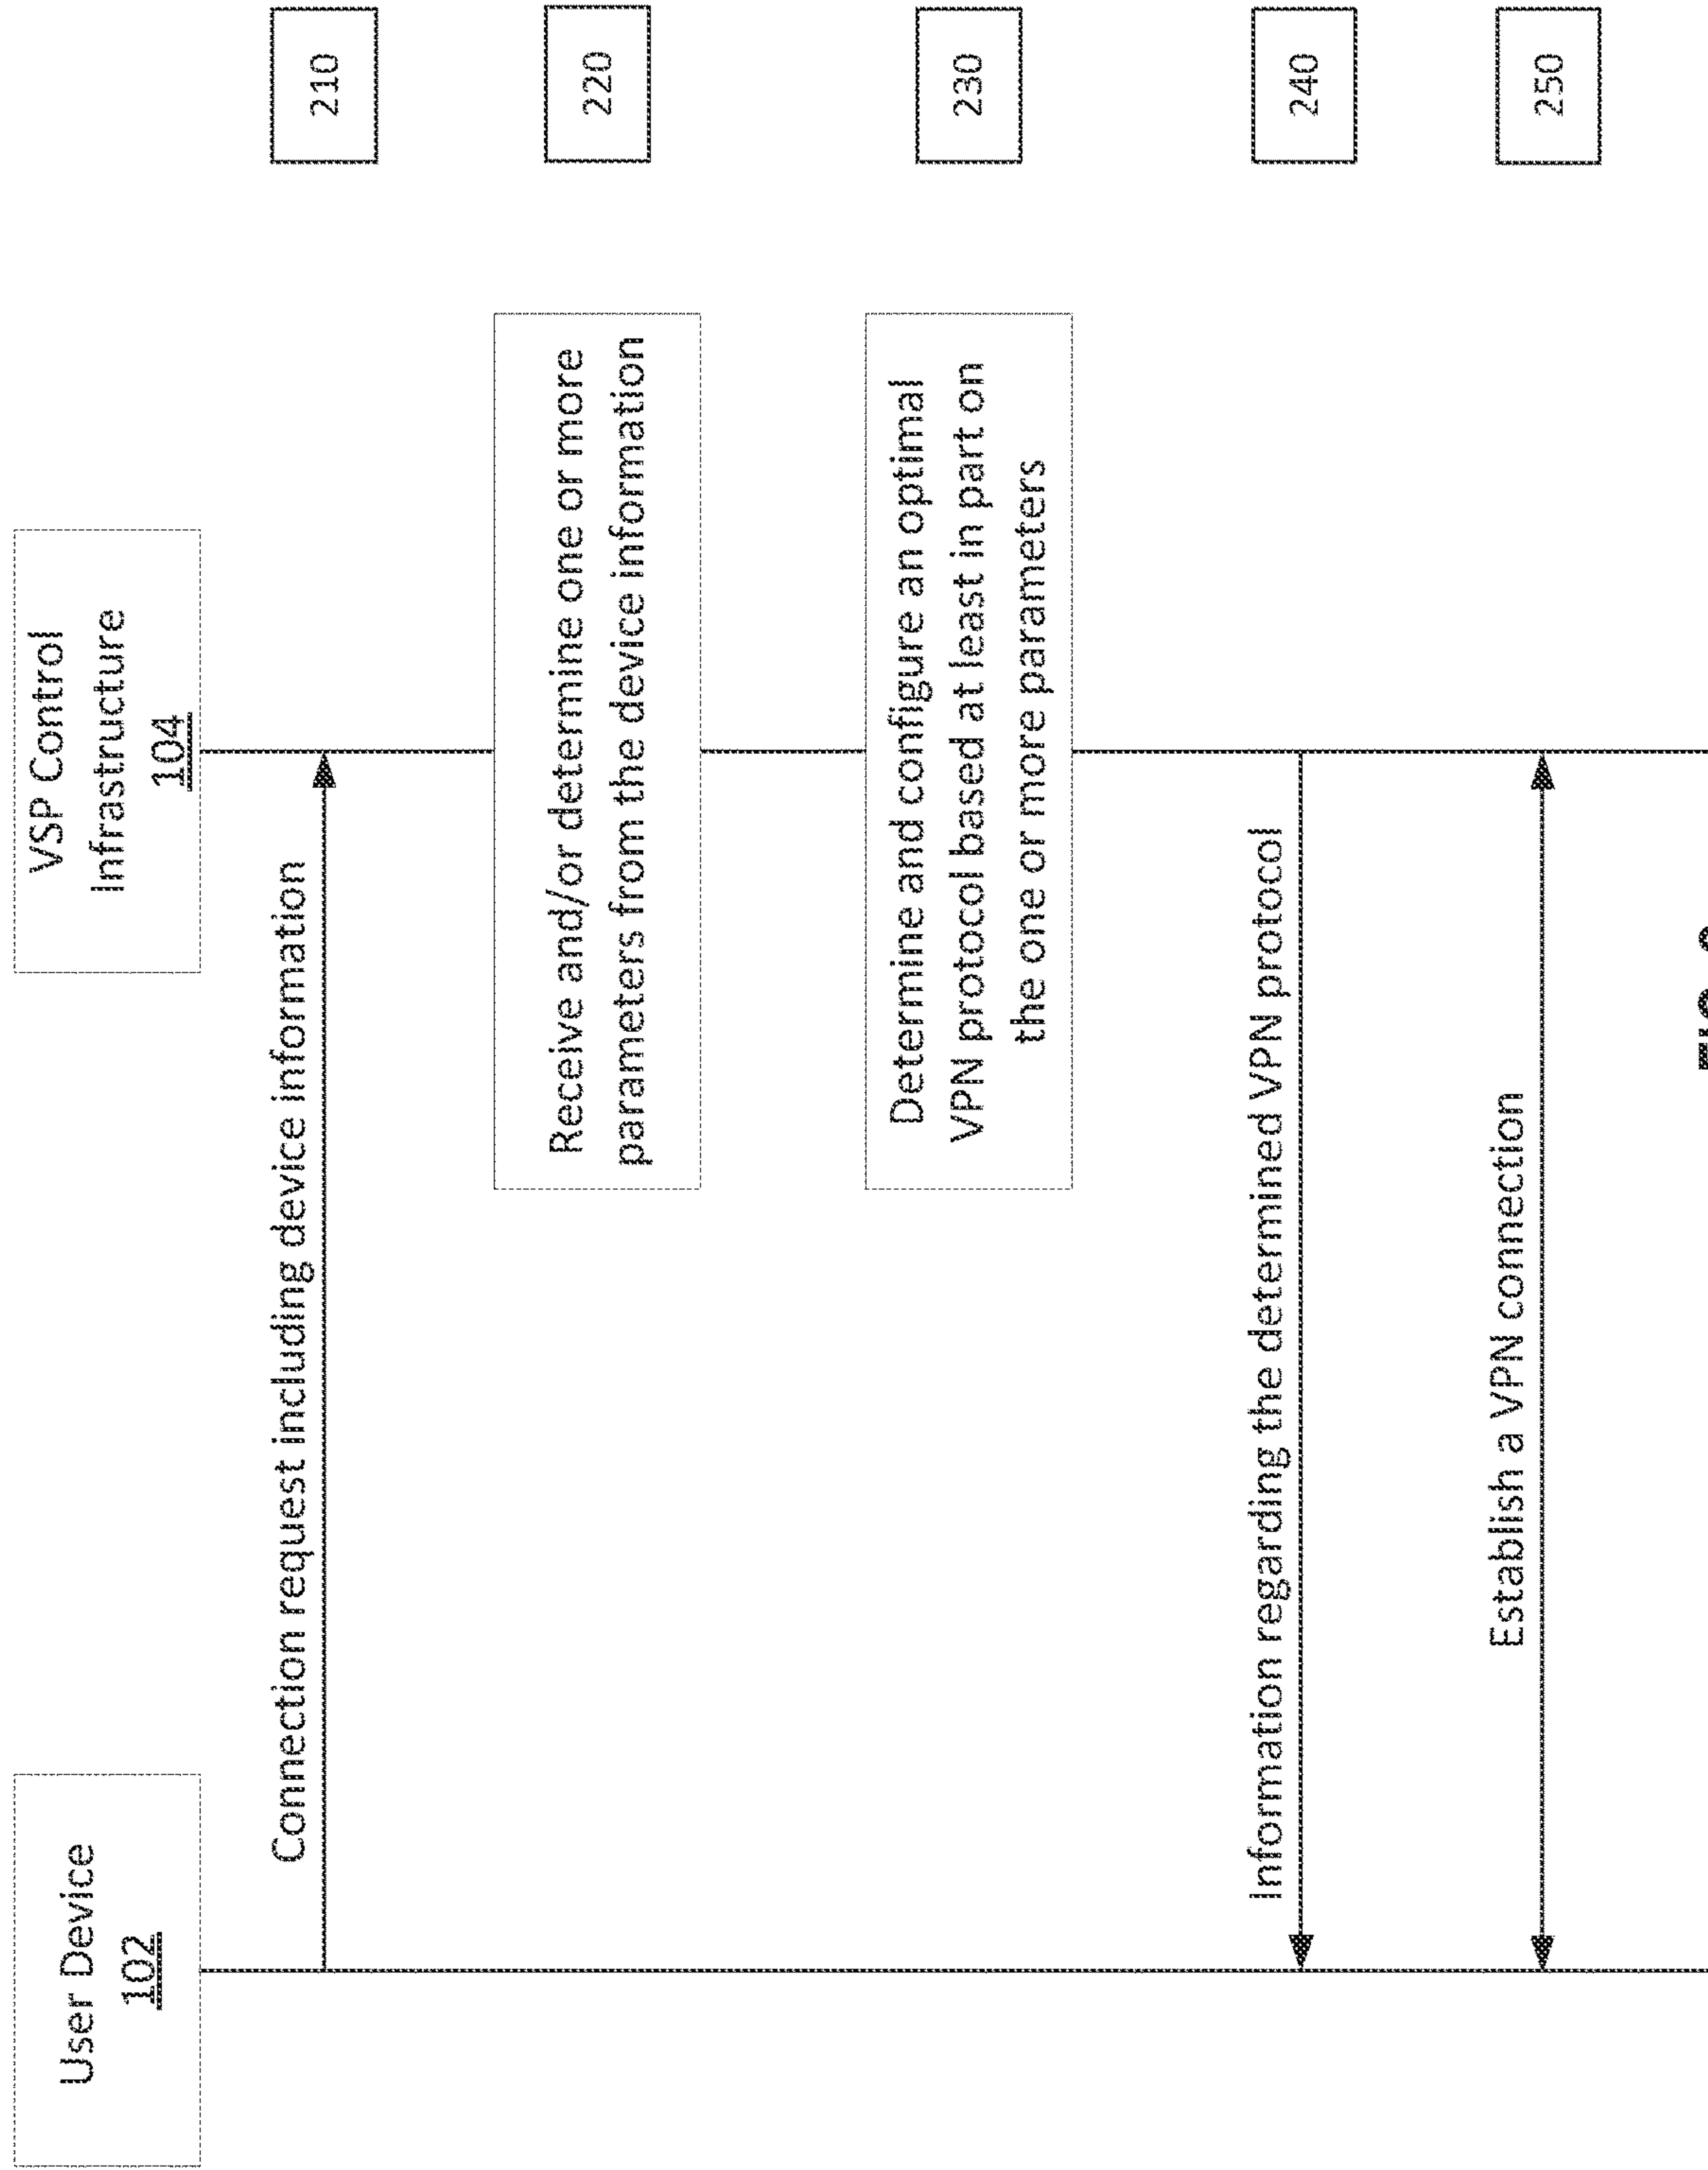 User Device
102
VSP Control
Infrastructure
104
Connection request including device information
210
Receive and/or determine one or more
parameters from the device information
220
Determine and configure an optimal
VPN protocol based at least in part on
the one or more parameters
230
Information regarding the determined VPN protocol
240
Establish a VPN connection
250